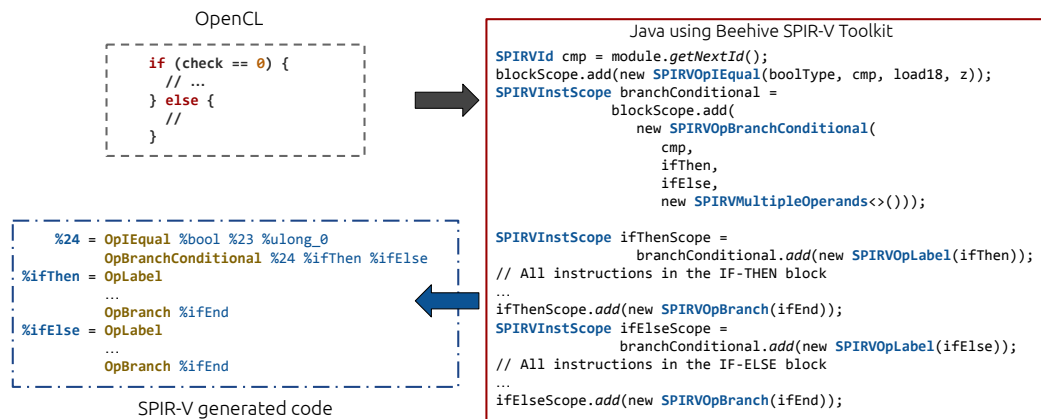 OpenCL
if (check == 0) {
// …
} else {
//
}
Java using Beehive SPIR-V Toolkit
SPIRVId cmp = module.getNextId();
blockScope.add(new SPIRVOpIEqual(boolType, cmp, load18, z));
SPIRVInstScope branchConditional =
blockScope.add(
new SPIRVOpBranchConditional(
cmp,
ifThen,
ifElse,
new SPIRVMultipleOperands<>()));
SPIRVInstScope ifThenScope =
branchConditional.add(new SPIRVOpLabel(ifThen));
// All instructions in the IF-THEN block
…
ifThenScope.add(new SPIRVOpBranch(ifEnd));
SPIRVInstScope ifElseScope =
branchConditional.add(new SPIRVOpLabel(ifElse));
// All instructions in the IF-ELSE block
…
ifElseScope.add(new SPIRVOpBranch(ifEnd));
%24 = OpIEqual %bool %23 %ulong_0
OpBranchConditional %24 %ifThen %ifElse
%ifThen = OpLabel
…
OpBranch %ifEnd
%ifElse = OpLabel
…
OpBranch %ifEnd
SPIR-V generated code